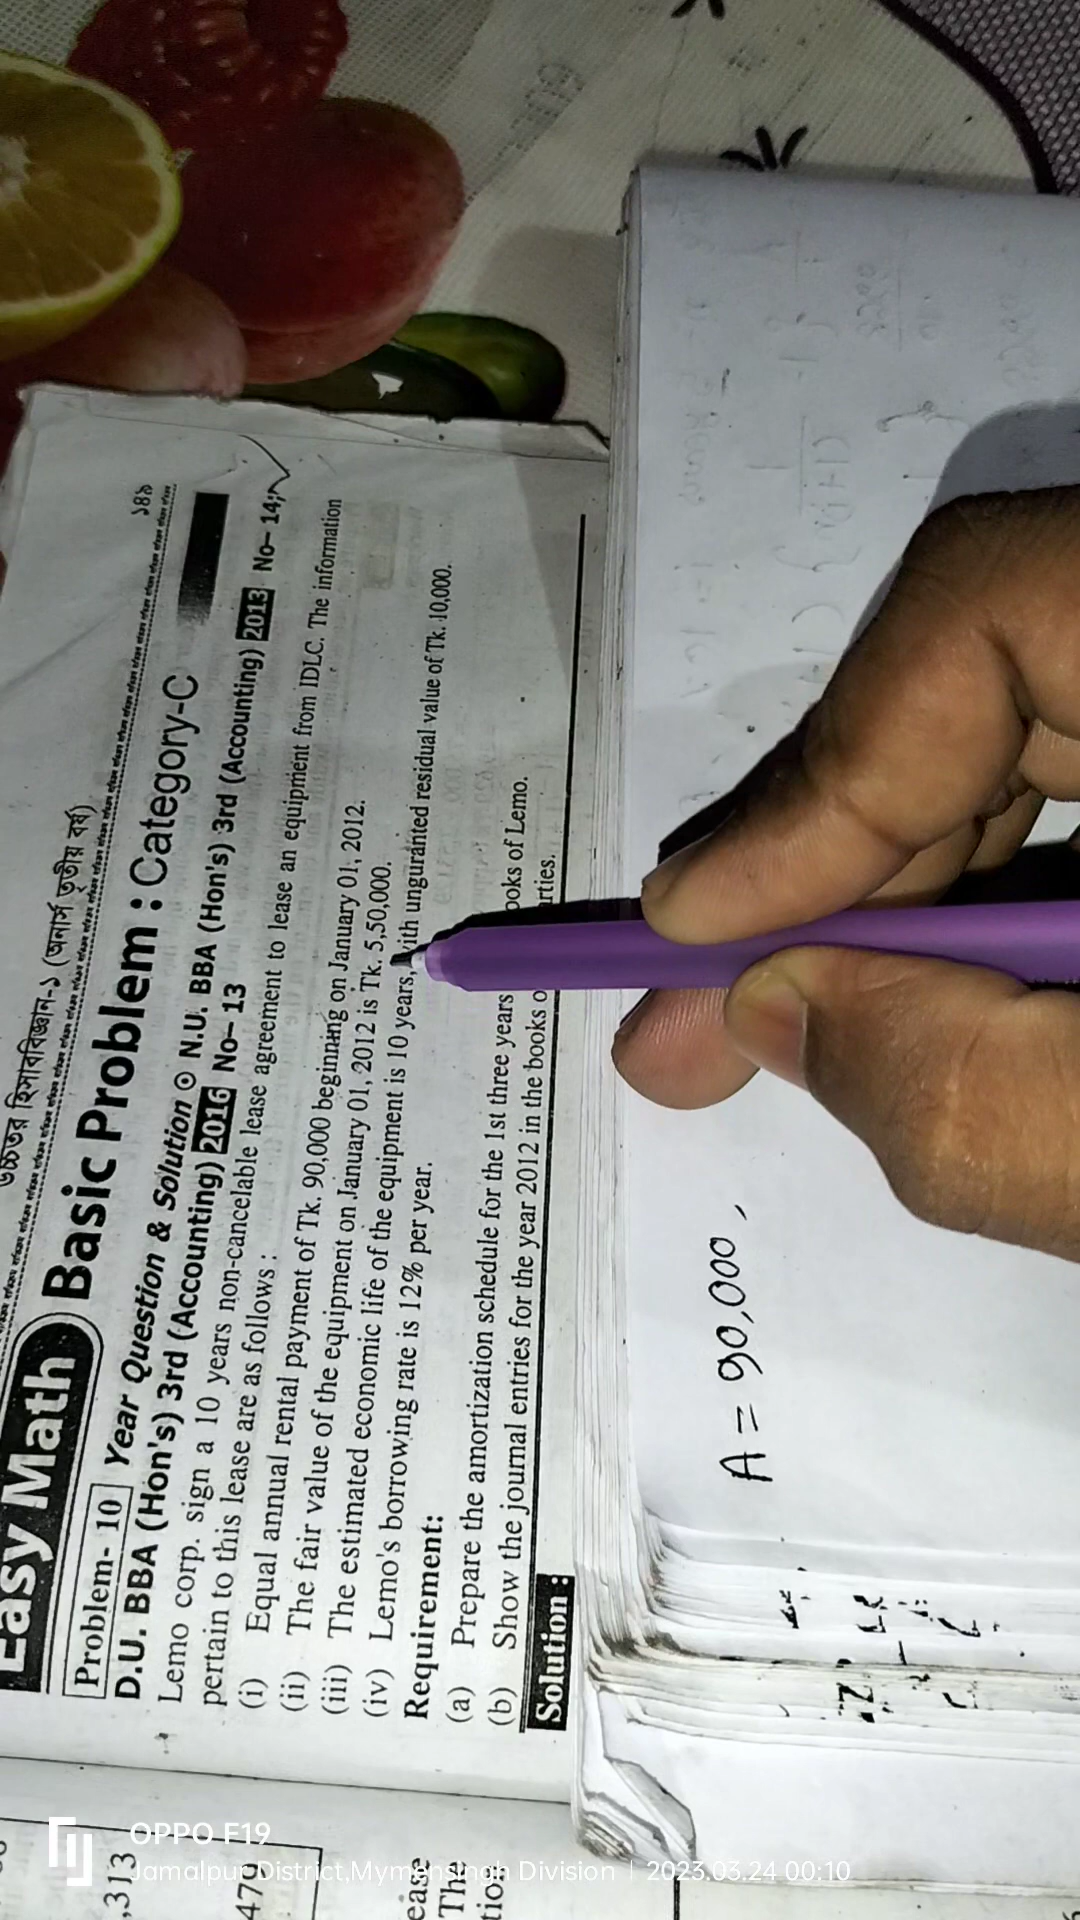 উচ্চতর হিসাববিজ্ঞান-১ (অনার্স তৃতীয় বর্ষ)
১৪৯
Easy Math Basic Problem : Category-C
Problem- 10 Year Question & Solution ⊙ N.U. BBA (Hon's) 3rd (Accounting) 2013 No– 14;
D.U. BBA (Hon's) 3rd (Accounting) 2016 No– 13
Lemo corp. sign a 10 years non-cancelable lease agreement to lease an equipment from IDLC. The information
pertain to this lease are as follows :
(i) Equal annual rental payment of Tk. 90,000 beginning on January 01, 2012.
(ii) The fair value of the equipment on January 01, 2012 is Tk. 5,50,000.
(iii) The estimated economic life of the equipment is 10 years, with unguranted residual value of Tk. 10,000.
(iv) Lemo's borrowing rate is 12% per year.
Requirement:
(a) Prepare the amortization schedule for the 1st three years ooks of Lemo.
(b) Show the journal entries for the year 2012 in the books o rties.
Solution :
A = 90,000 ,
,313
ease
The
tion
OPPO F19
Jamalpur District,Mymensingh Division | 2023.03.24 00:10